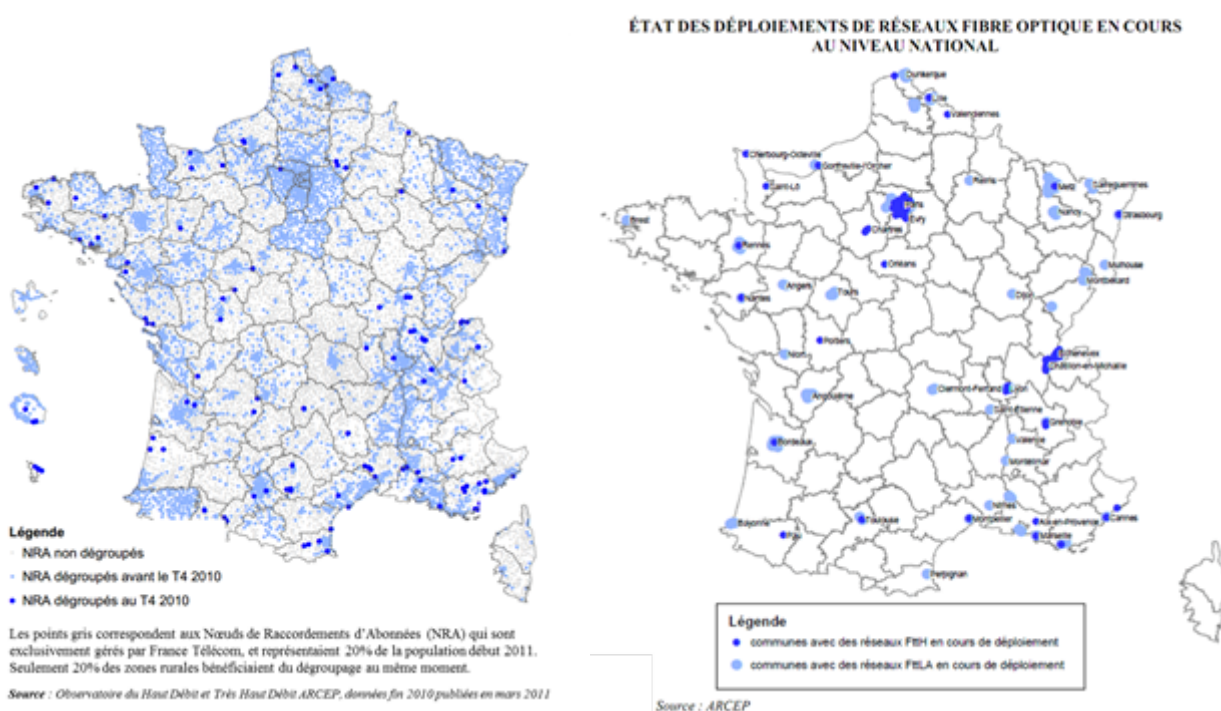 ÉTAT DES DÉPLOIEMENTS DE RÉSEAUX FIBRE OPTIQUE EN COURS
AU NIVEAU NATIONAL
Dunkerque
Lille
Valenciennes
Cherbourg-Octeville
Gonfreville-l'Orcher
Saint-Lô
Reims
Metz
Sarreguemines
Paris
Nancy
Brest
Evry
Strasbourg
Chartres
Rennes
Orléans
Mulhouse
Angers
Tours
Montbéliard
Nantes
Dijon
Poitiers
Niort
Echenevex
Châtillon-en-Michaille
Clermont-Ferrand
Lyon
Angoulême
Saint-Etienne
Grenoble
Bordeaux
Valence
Montélimar
Nîmes
Bayonne
Toulouse
Montpellier
Aix-en-Provence
Cannes
Pau
Marseille
Perpignan
Légende
NRA non dégroupés
NRA dégroupés avant le T4 2010
NRA dégroupés au T4 2010
Les points gris correspondent aux Nœuds de Raccordements d'Abonnées (NRA) qui sont
exclusivement gérés par France Télécom, et représentaient 20% de la population début 2011.
Seulement 20% des zones rurales bénéficiaient du dégroupage au même moment.
Source : Observatoire du Haut Débit et Très Haut Débit ARCEP, données fin 2010 publiées en mars 2011
Légende
communes avec des réseaux FttH en cours de déploiement
communes avec des réseaux FttLA en cours de déploiement
Source : ARCEP